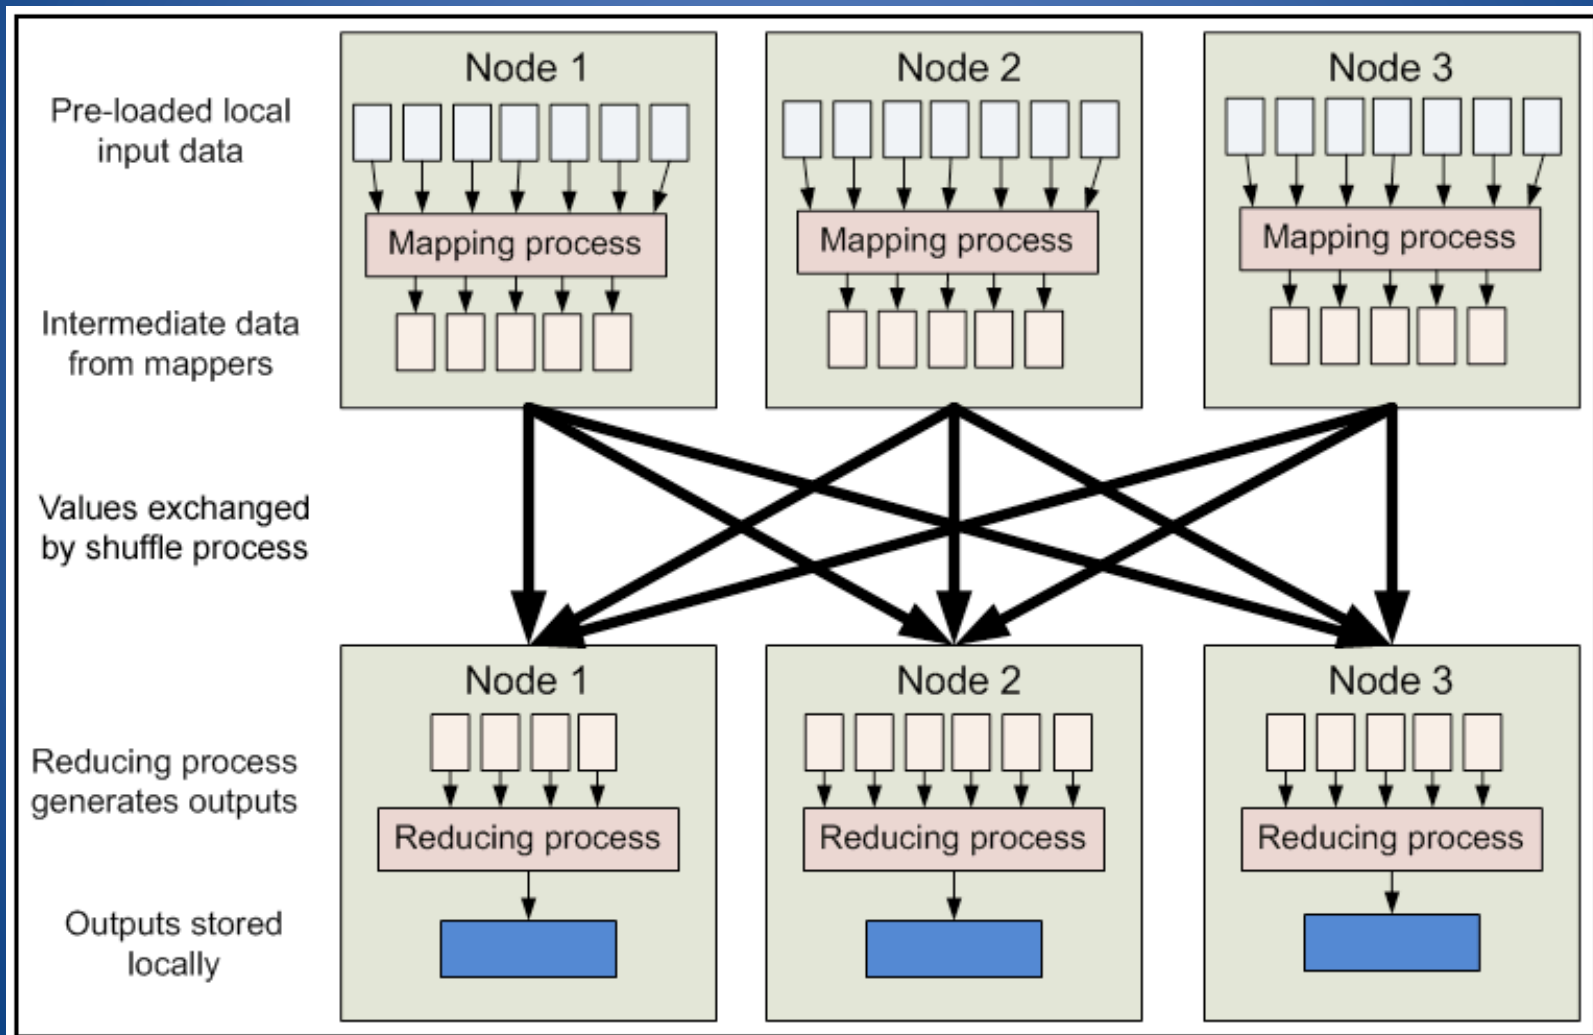 Node 1
Node 2
Node 3
Pre-loaded local
input data
Mapping process
Mapping process
Mapping process
Intermediate data
from mappers
Values exchanged
by shuffle process
Node 1
Node 2
Node 3
Reducing process
generates outputs
Reducing process
Reducing process
Reducing process
Outputs stored
locally